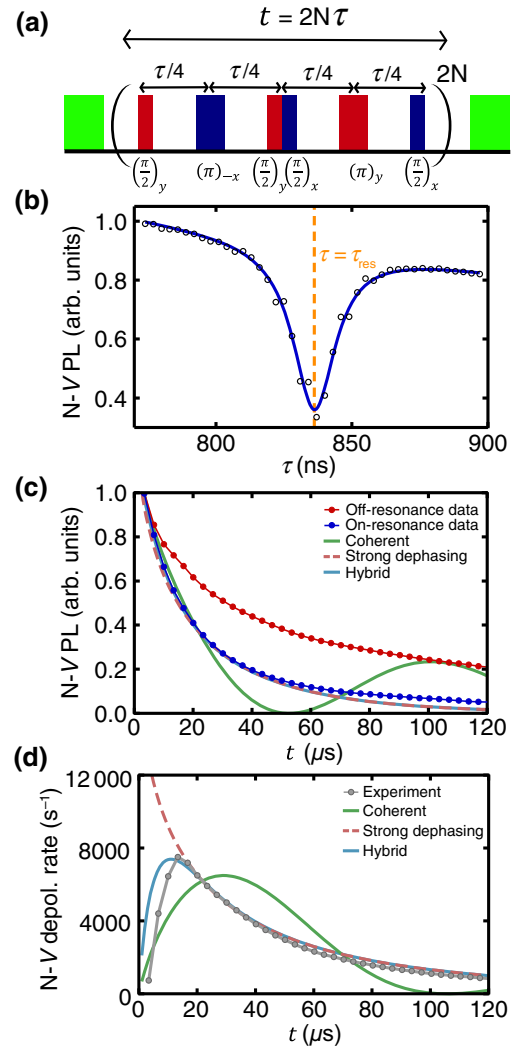 (a)
t = 2Nτ
τ/4 τ/4 τ/4 τ/4 2N
(π/2)y (π)−x (π/2)y (π/2)x (π)y (π/2)x
(b)
N-V PL (arb. units)
1.0
0.8
0.6
0.4
τ = τres
800 850 900
τ (ns)
(c)
N-V PL (arb. units)
1.0
0.8
0.6
0.4
0.2
0.0
Off-resonance data
On-resonance data
Coherent
Strong dephasing
Hybrid
0 20 40 60 80 100 120
t (µs)
(d)
N-V depol. rate (s⁻¹)
12 000
8000
4000
0
Experiment
Coherent
Strong dephasing
Hybrid
0 20 40 60 80 100 120
t (µs)